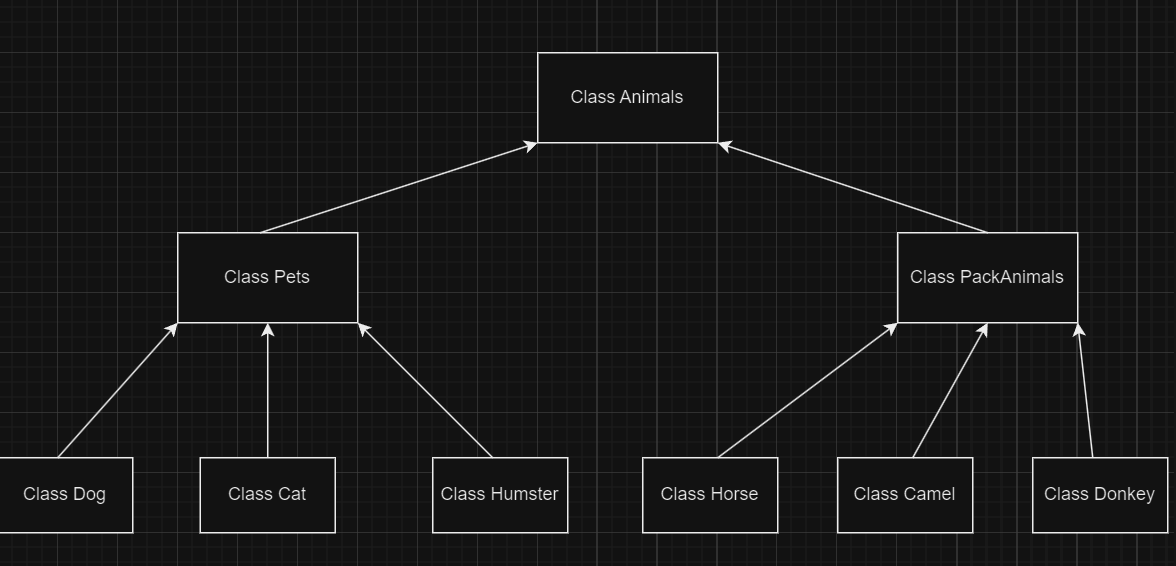 Class Animals
Class Pets
Class PackAnimals
Class Dog
Class Cat
Class Humster
Class Horse
Class Camel
Class Donkey